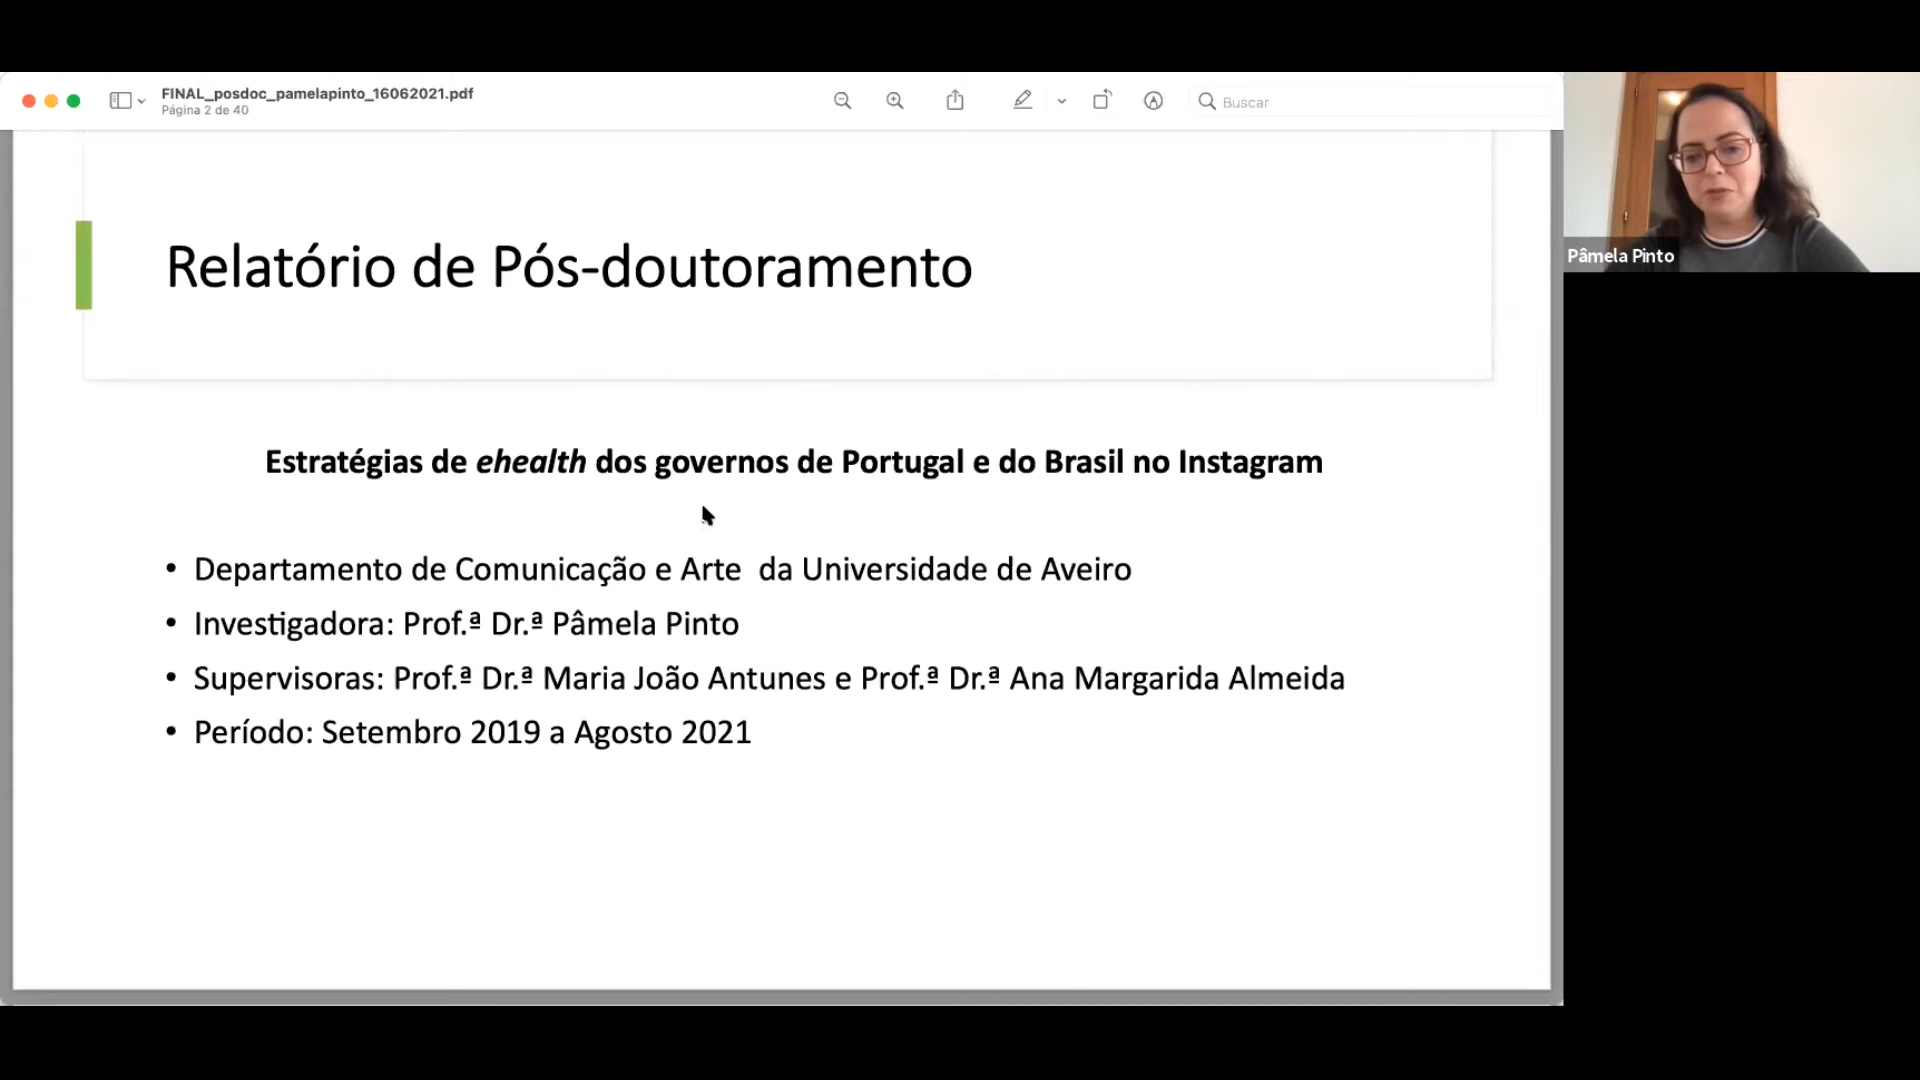 FINAL_posdoc_pamelapinto_16062021.pdf
Página 2 de 40
Buscar
Pâmela Pinto
Relatório de Pós-doutoramento
Estratégias de ehealth dos governos de Portugal e do Brasil no Instagram
• Departamento de Comunicação e Arte da Universidade de Aveiro
• Investigadora: Prof.ª Dr.ª Pâmela Pinto
• Supervisoras: Prof.ª Dr.ª Maria João Antunes e Prof.ª Dr.ª Ana Margarida Almeida
• Período: Setembro 2019 a Agosto 2021